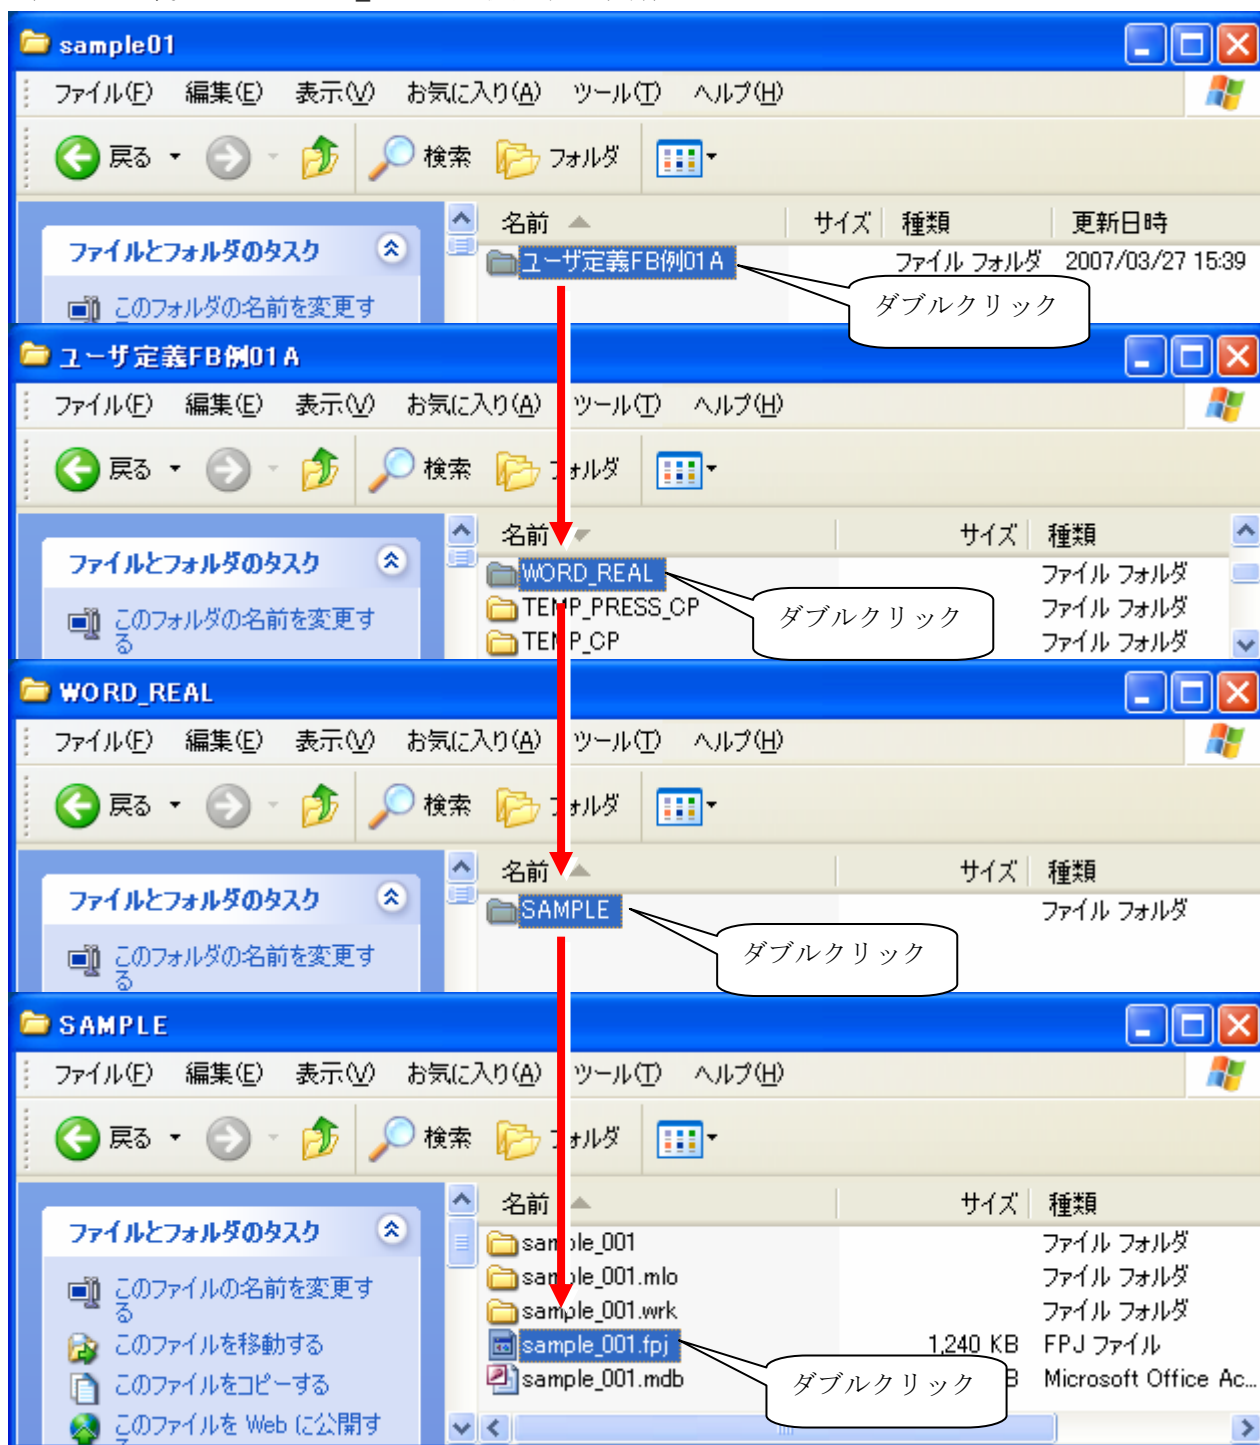 sample01
ファイル(F) 編集(E) 表示(V) お気に入り(A) ツール(T) ヘルプ(H)
戻る 検索 フォルダ
名前 サイズ 種類 更新日時
ファイルとフォルダのタスク
ユーザ定義FB例01A ファイル フォルダ 2007/03/27 15:39
ダブルクリック
このフォルダの名前を変更す
ユーザ定義FB例01A
ファイル(F) 編集(E) 表示(V) お気に入り(A) ツール(T) ヘルプ(H)
戻る 検索 フォルダ
名前 サイズ 種類
ファイルとフォルダのタスク
WORD_REAL ファイル フォルダ
TEMP_PRESS_CP ファイル フォルダ
TEMP_CP ファイル フォルダ
ダブルクリック
このフォルダの名前を変更す
る
WORD_REAL
ファイル(F) 編集(E) 表示(V) お気に入り(A) ツール(T) ヘルプ(H)
戻る 検索 フォルダ
名前 サイズ 種類
ファイルとフォルダのタスク
SAMPLE ファイル フォルダ
ダブルクリック
このフォルダの名前を変更す
る
SAMPLE
ファイル(F) 編集(E) 表示(V) お気に入り(A) ツール(T) ヘルプ(H)
戻る 検索 フォルダ
名前 サイズ 種類
ファイルとフォルダのタスク
sample_001 ファイル フォルダ
sample_001.mlo ファイル フォルダ
sample_001.wrk ファイル フォルダ
sample_001.fpj 1,240 KB FPJ ファイル
sample_001.mdb B Microsoft Office Ac...
ダブルクリック
このファイルの名前を変更す
る
このファイルを移動する
このファイルをコピーする
このファイルを Web に公開す